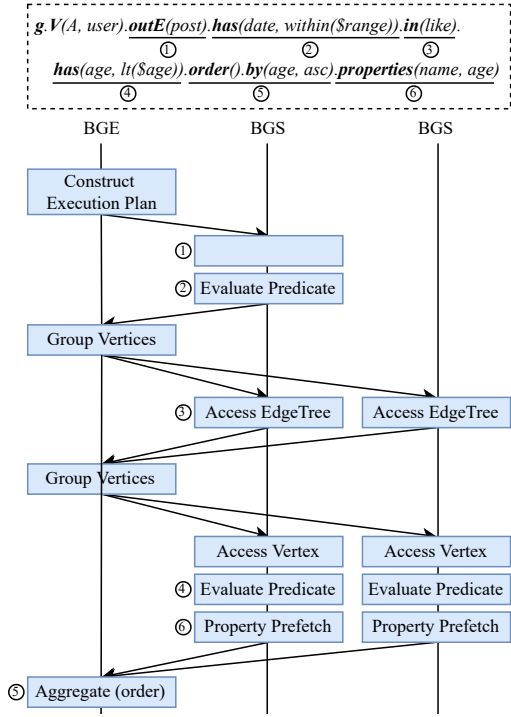 g.V(A, user).outE(post).has(date, within($range)).in(like).
① ② ③
has(age, lt($age)).order().by(age, asc).properties(name, age)
④ ⑤ ⑥
BGE BGS BGS
Construct
Execution Plan
①
② Evaluate Predicate
Group Vertices
③ Access EdgeTree Access EdgeTree
Group Vertices
Access Vertex Access Vertex
④ Evaluate Predicate Evaluate Predicate
⑥ Property Prefetch Property Prefetch
⑤ Aggregate (order)